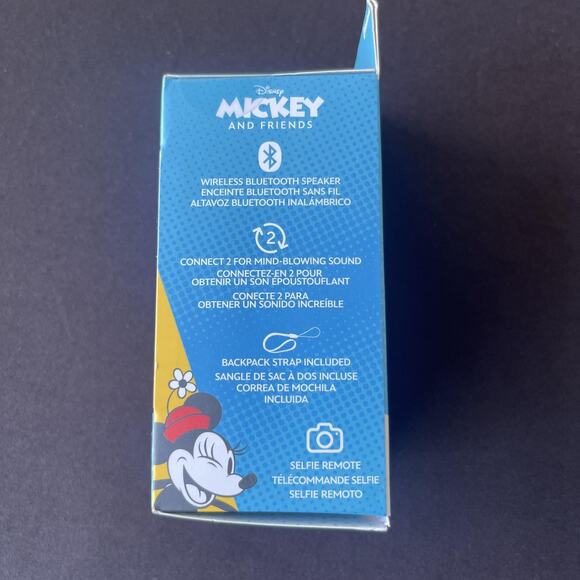 Disney
MICKEY
AND FRIENDS
WIRELESS BLUETOOTH SPEAKER
ENCEINTE BLUETOOTH SANS FIL
ALTAVOZ BLUETOOTH INALÁMBRICO
2
CONNECT 2 FOR MIND-BLOWING SOUND
CONNECTEZ-EN 2 POUR
OBTENIR UN SON ÉPOUSTOUFLANT
CONECTE 2 PARA
OBTENER UN SONIDO INCREÍBLE
BACKPACK STRAP INCLUDED
SANGLE DE SAC À DOS INCLUSE
CORREA DE MOCHILA
INCLUIDA
SELFIE REMOTE
TÉLÉCOMMANDE SELFIE
SELFIE REMOTO